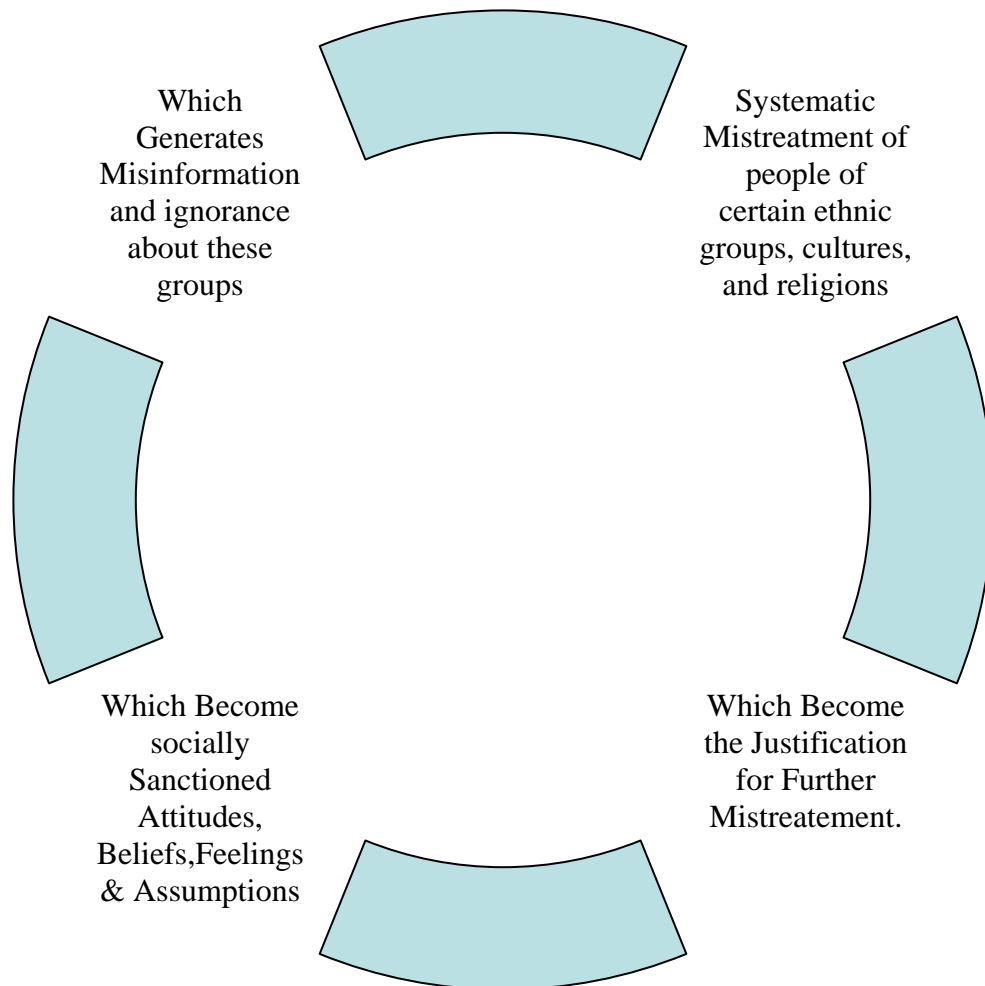 Which
Generates
Misinformation
and ignorance
about these
groups
Systematic
Mistreatment of
people of
certain ethnic
groups, cultures,
and religions
Which Become
socially
Sanctioned
Attitudes,
Beliefs,Feelings
& Assumptions
Which Become
the Justification
for Further
Mistreatement.